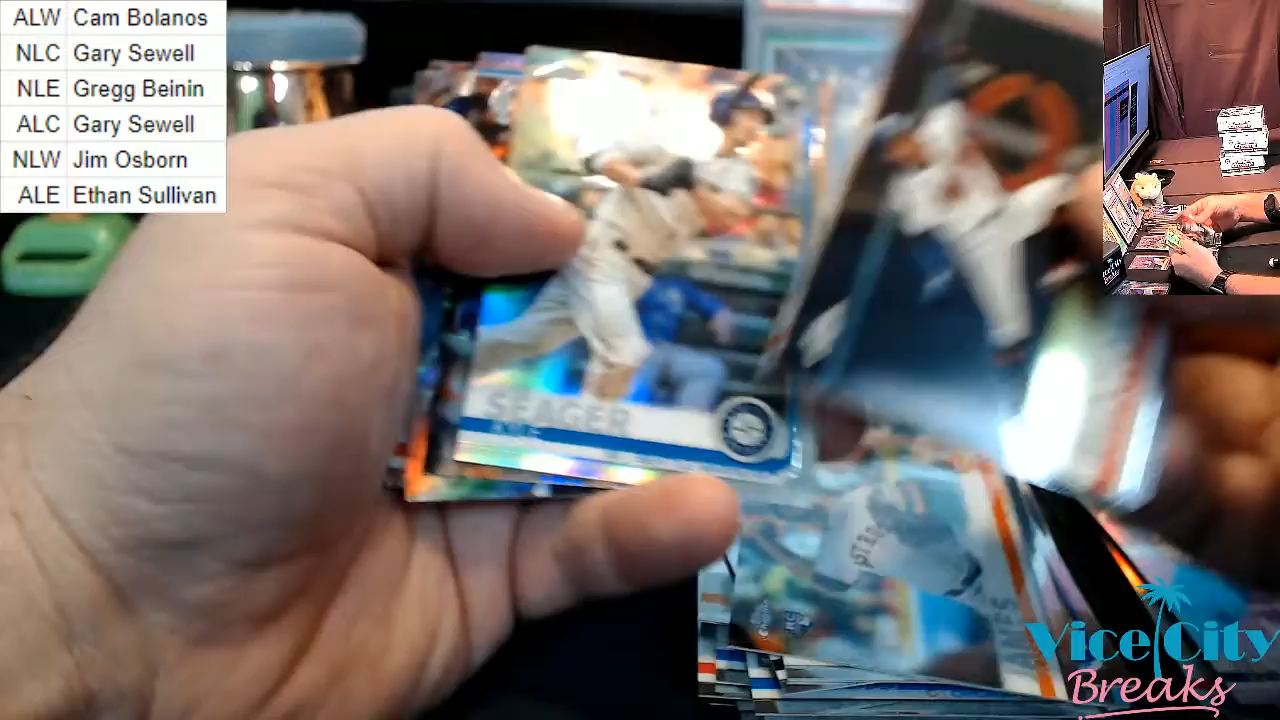 ALW Cam Bolanos
NLC Gary Sewell
NLE Gregg Beinin
ALC Gary Sewell
NLW Jim Osborn
ALE Ethan Sullivan
SEAGER
Vice City
Breaks